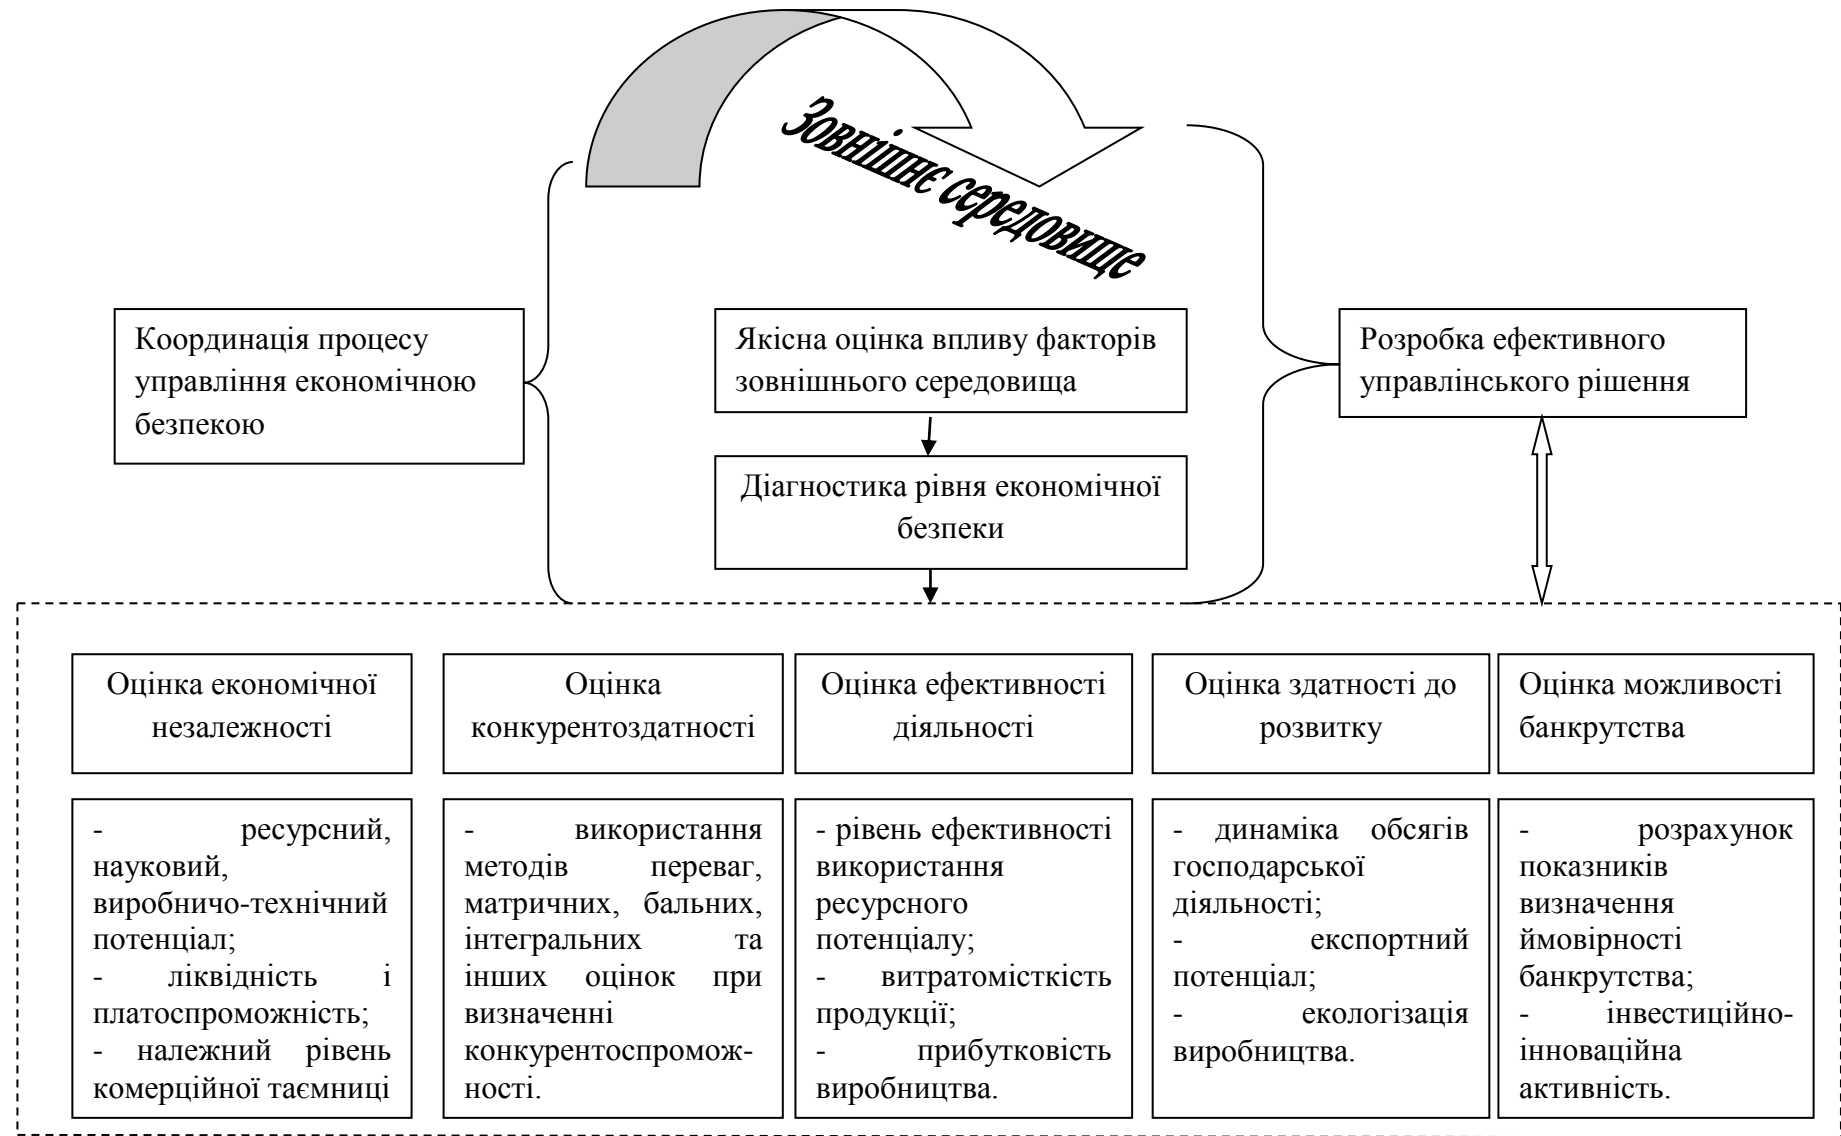 Зовнішнє середовище
Координація процесу
управління економічною
безпекою
Якісна оцінка впливу факторів
зовнішнього середовища
Розробка ефективного
управлінського рішення
Діагностика рівня економічної
безпеки
Оцінка економічної
незалежності
Оцінка
конкурентоздатності
Оцінка ефективності
діяльності
Оцінка здатності до
розвитку
Оцінка можливості
банкрутства
- ресурсний,
науковий,
виробничо-технічний
потенціал;
- ліквідність і
платоспроможність;
- належний рівень
комерційної таємниці
- використання
методів переваг,
матричних, бальних,
інтегральних та
інших оцінок при
визначенні
конкурентоспромож-
ності.
- рівень ефективності
використання
ресурсного
потенціалу;
- витратомісткість
продукції;
- прибутковість
виробництва.
- динаміка обсягів
господарської
діяльності;
- експортний
потенціал;
- екологізація
виробництва.
- розрахунок
показників
визначення
ймовірності
банкрутства;
- інвестиційно-
інноваційна
активність.